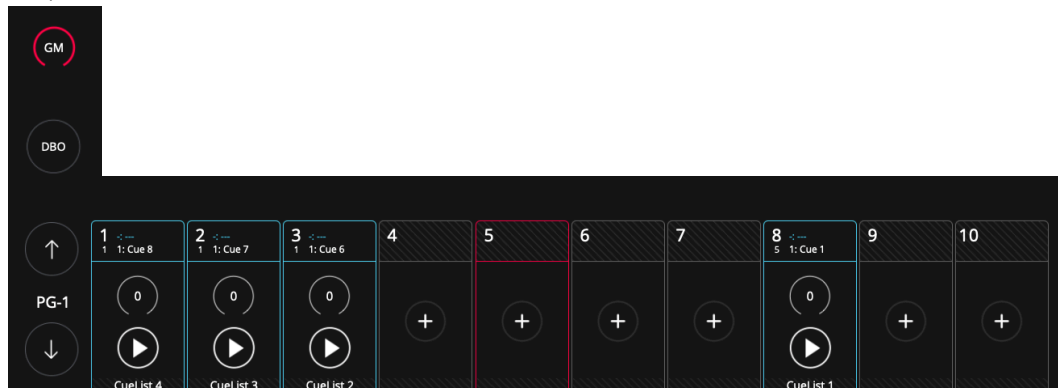 GM
DBO
1 -:--
1 1: Cue 8
2 -:--
1 1: Cue 7
3 -:--
1 1: Cue 6
4
5
6
7
8 -:--
5 1: Cue 1
9
10
PG-1
0
0
0
+
+
+
+
0
+
+
CueList 4
CueList 3
CueList 2
CueList 1